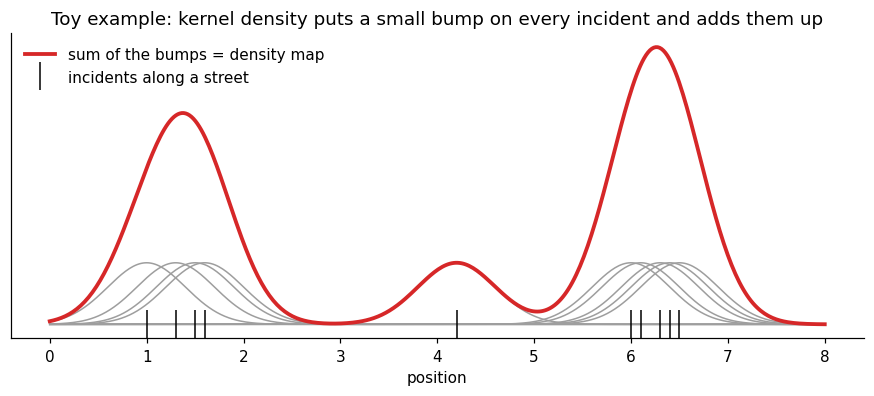 Toy example: kernel density puts a small bump on every incident and adds them up
sum of the bumps = density map
incidents along a street
0 1 2 3 4 5 6 7 8
position